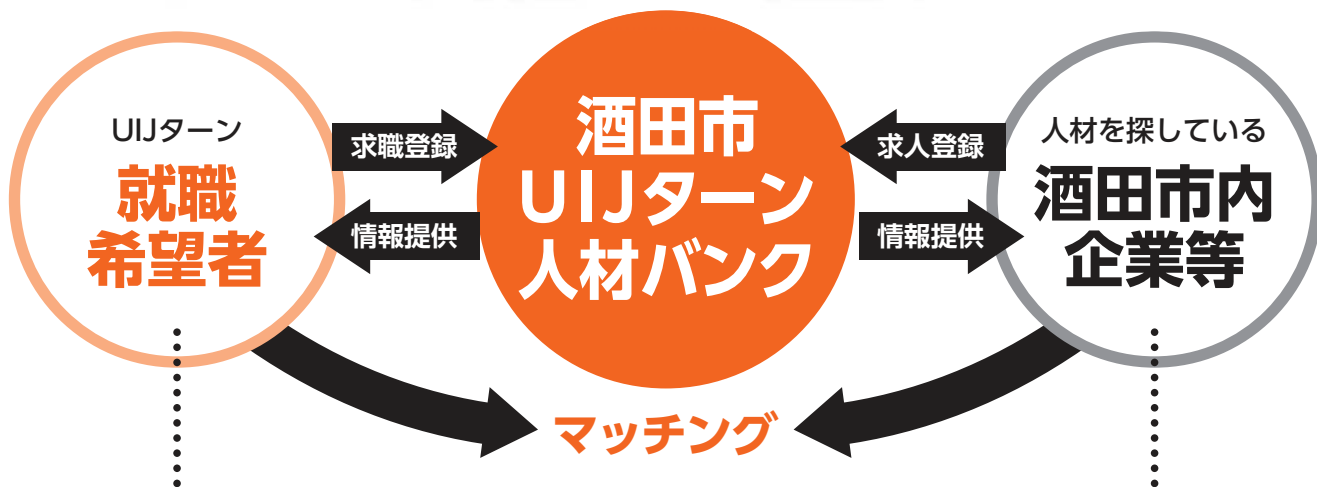 UIJターン
就職
希望者
求職登録
情報提供
酒田市
UIJターン
人材バンク
求人登録
情報提供
人材を探している
酒田市内
企業等
マッチング